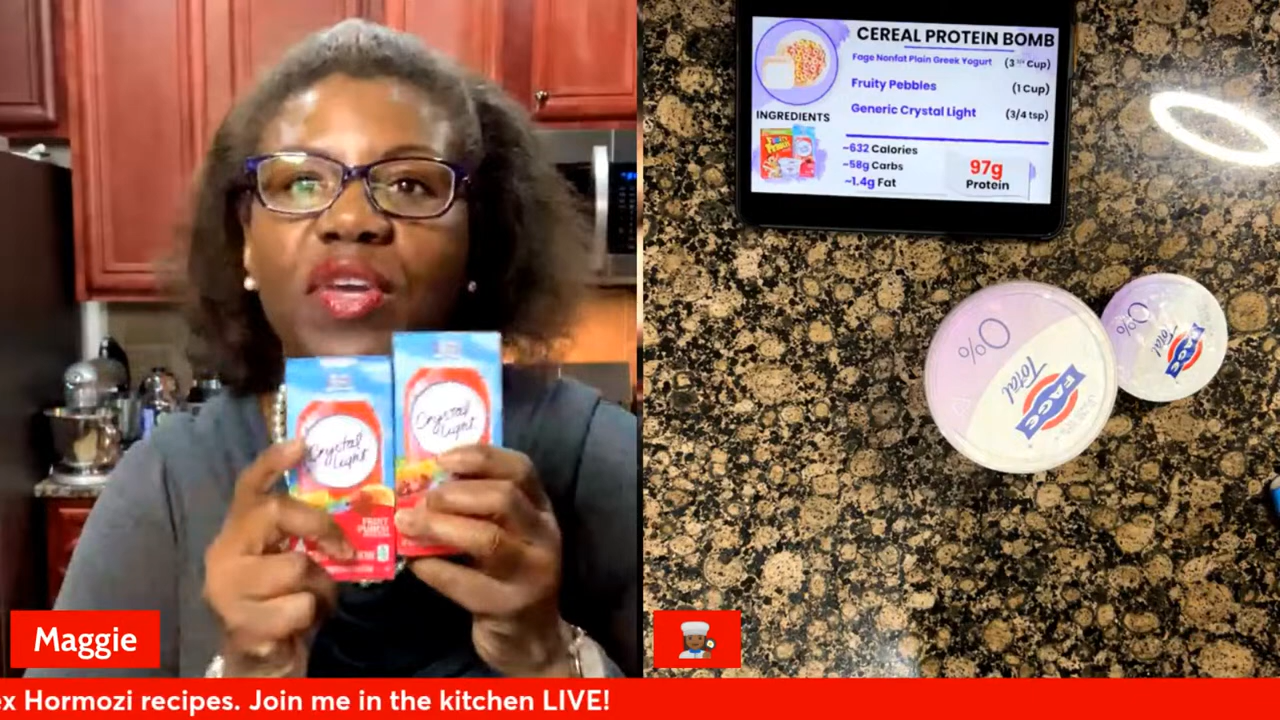 Crystal
Light
FRUIT
PUNCH
Crystal
Light
Maggie
CEREAL PROTEIN BOMB
Fage Nonfat Plain Greek Yogurt
Fruity Pebbles
(1 Cup)
Generic Crystal Light
(3/4 tsp)
INGREDIENTS
~632 Calories
~58g Carbs
~1.4g Fat
97g
Protein
0%
FAGE
Total
0%
FAGE
Total
ex Hormozi recipes. Join me in the kitchen LIVE!